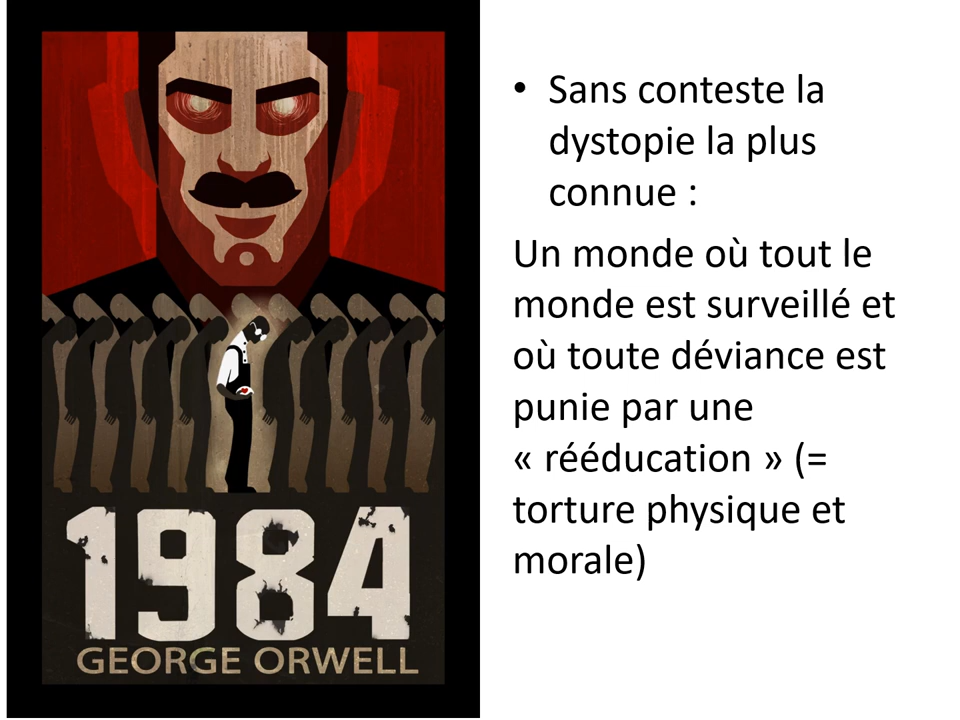 1984
GEORGE ORWELL
• Sans conteste la
dystopie la plus
connue :
Un monde où tout le
monde est surveillé et
où toute déviance est
punie par une
« rééducation » (=
torture physique et
morale)